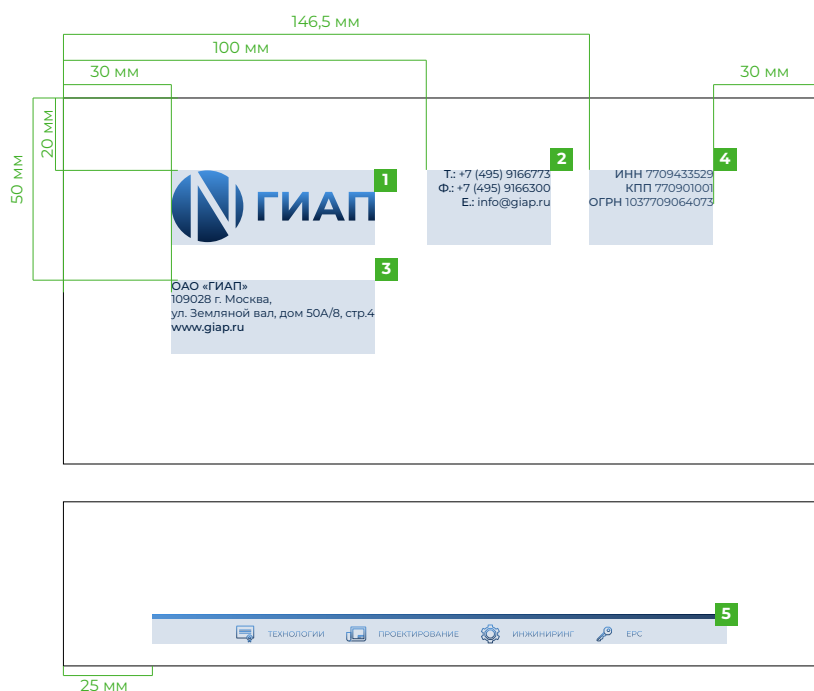 146,5 мм
100 мм
30 мм
30 мм
20 мм
50 мм
1
ГИАП
2
Т.: +7 (495) 9166773
Ф.: +7 (495) 9166300
E.: info@giap.ru
4
ИНН 7709433529
КПП 770901001
ОГРН 1037709064073
3
ОАО «ГИАП»
109028 г. Москва,
ул. Земляной вал, дом 50А/8, стр.4
www.giap.ru
5
ТЕХНОЛОГИИ
ПРОЕКТИРОВАНИЕ
ИНЖИНИРИНГ
EPC
25 мм